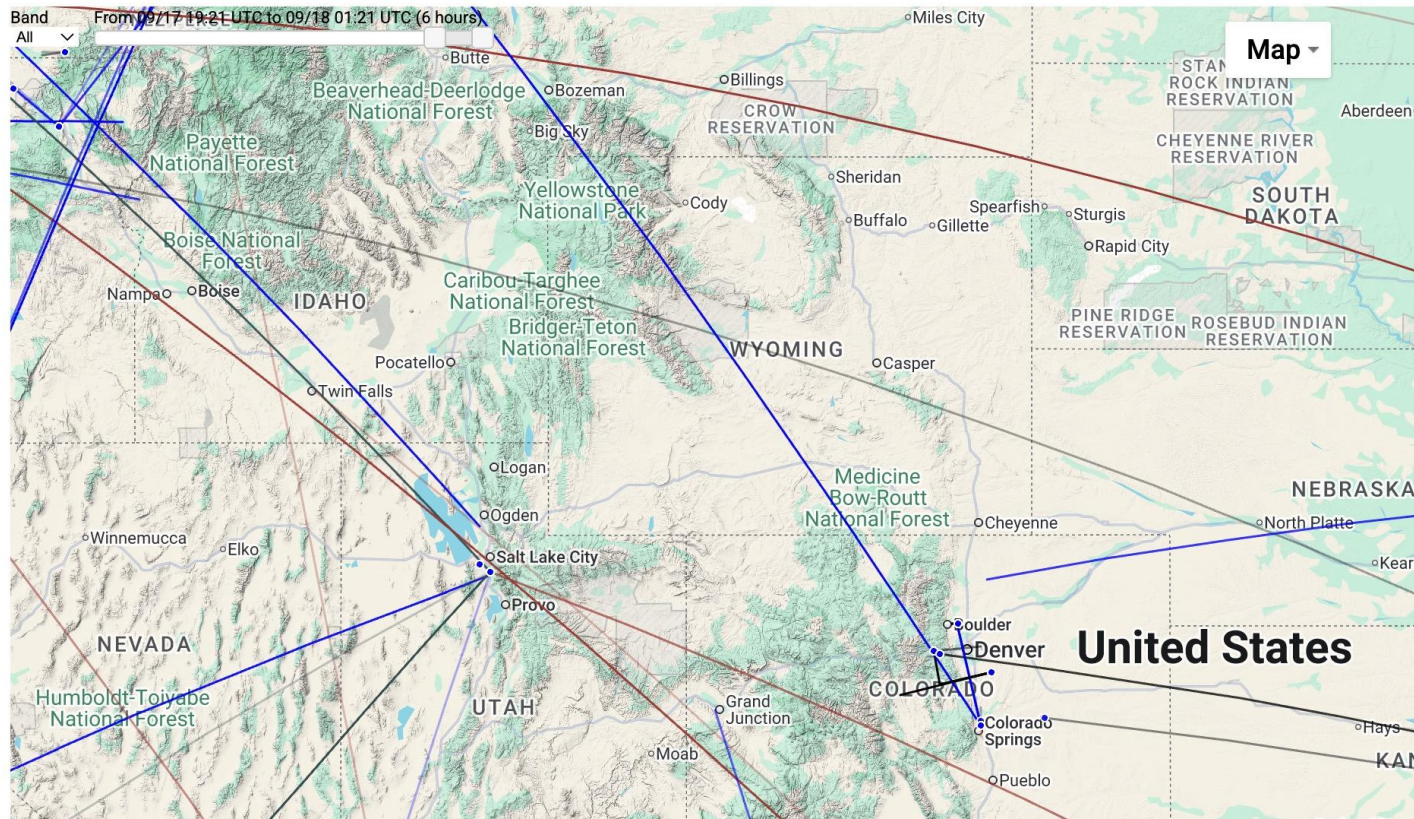 Band
From 09/17 19:21 UTC to 09/18 01:21 UTC (6 hours)
All
Map
Miles City
Butte
Billings
Beaverhead-Deerlodge
National Forest
Bozeman
Big Sky
CROW
RESERVATION
ROCK INDIAN
RESERVATION
Aberdeen
CHEYENNE RIVER
RESERVATION
Payette
National Forest
Yellowstone
National Park
Cody
Sheridan
Buffalo
Gillette
Spearfish
Sturgis
SOUTH
DAKOTA
Rapid City
Boise National
Forest
Nampa
Boise
IDAHO
Caribou-Targhee
National Forest
Bridger-Teton
National Forest
PINE RIDGE
RESERVATION
ROSEBUD INDIAN
RESERVATION
WYOMING
Casper
Pocatello
Twin Falls
Logan
Medicine
Bow-Routt
National Forest
NEBRASKA
Ogden
Cheyenne
North Platte
Winnemucca
Elko
Salt Lake City
Kear
Provo
Boulder
Denver
United States
NEVADA
COLORADO
Humboldt-Toiyabe
National Forest
UTAH
Grand
Junction
Colorado
Springs
Hays
Moab
KAN
Pueblo